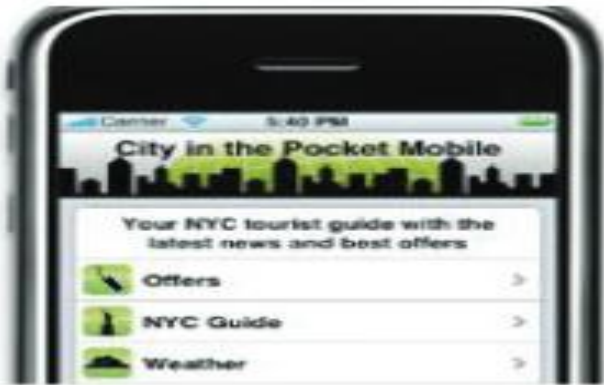 Carrier 5:40 PM
City in the Pocket Mobile
Your NYC tourist guide with the
latest news and best offers
Offers
NYC Guide
Weather